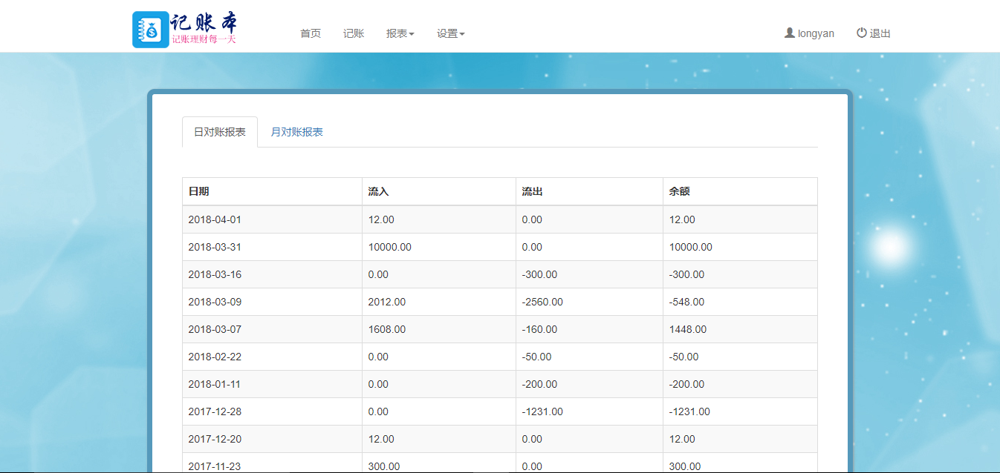 记账本
记账理财每一天
首页 记账 报表 设置 longyan 退出
日对账报表 月对账报表
日期 流入 流出 余额
2018-04-01 12.00 0.00 12.00
2018-03-31 10000.00 0.00 10000.00
2018-03-16 0.00 -300.00 -300.00
2018-03-09 2012.00 -2560.00 -548.00
2018-03-07 1608.00 -160.00 1448.00
2018-02-22 0.00 -50.00 -50.00
2018-01-11 0.00 -200.00 -200.00
2017-12-28 0.00 -1231.00 -1231.00
2017-12-20 12.00 0.00 12.00
2017-11-23 300.00 0.00 300.00